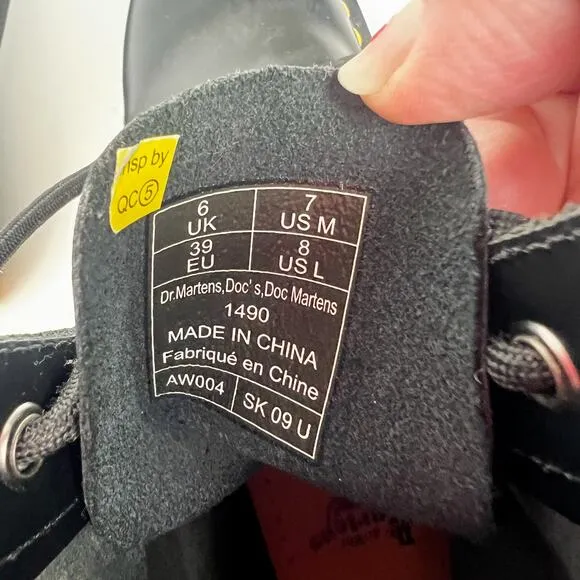 nsp by
QC⑤
6 UK 7 US M
39 EU 8 US L
Dr.Martens,Doc's,Doc Martens
1490
MADE IN CHINA
Fabriqué en Chine
AW004 SK 09 U